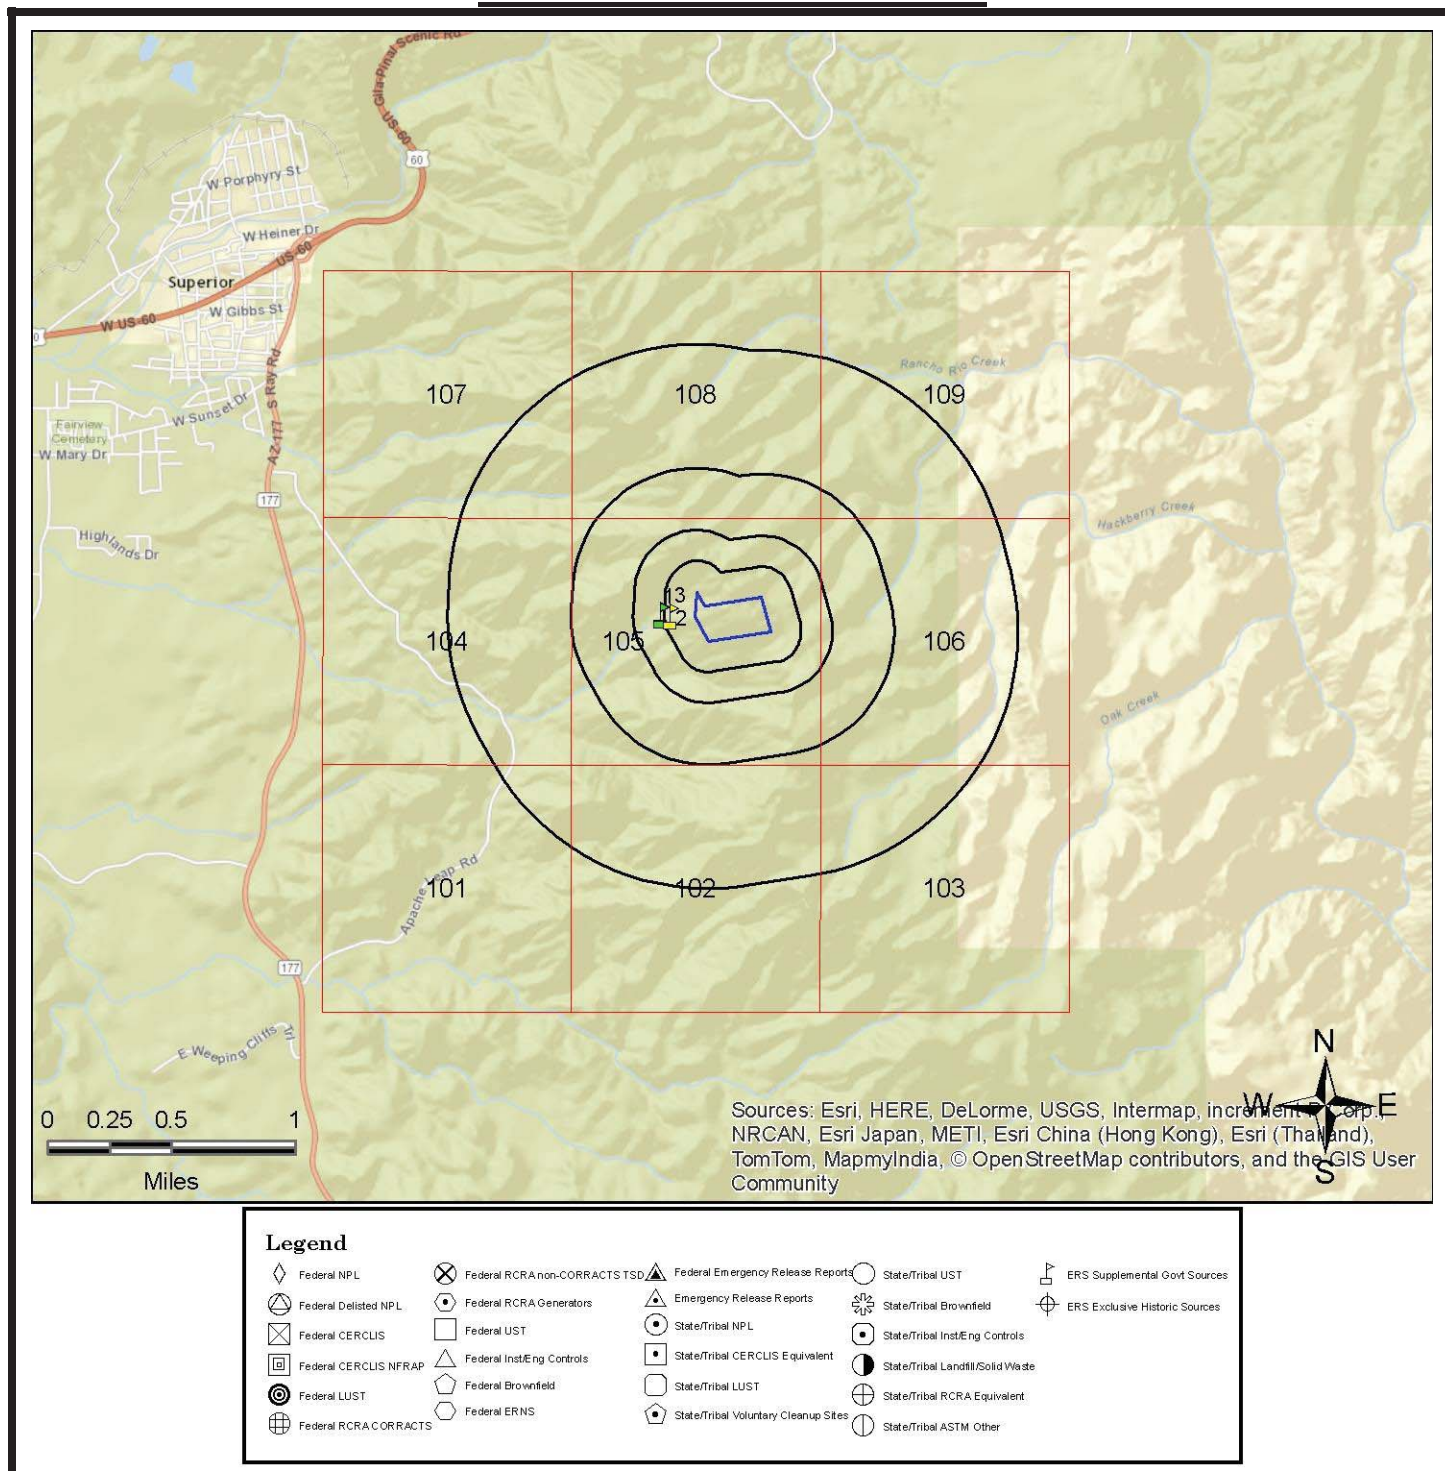 Gila-Pinal Scenic Rd
US-60
60
W Porphyry St
W Heiner Dr
US-60
Superior
W Gibbs St
W US-60
0
S Ray Rd
AZ-177
W Sunset Dr
Fairview
Cemetery
W Mary Dr
177
Highlands Dr
Rancho Rio Creek
Hackberry Creek
Oak Creek
107
108
109
13
12
104
105
106
101
102
103
Apache Leap Rd
177
E Weeping Cliffs Trl
0 0.25 0.5 1
Miles
N
W E
S
Sources: Esri, HERE, DeLorme, USGS, Intermap, increment P Corp.,
NRCAN, Esri Japan, METI, Esri China (Hong Kong), Esri (Thailand),
TomTom, MapmyIndia, © OpenStreetMap contributors, and the GIS User
Community
Legend
Federal NPL
Federal Delisted NPL
Federal CERCLIS
Federal CERCLIS NFRAP
Federal LUST
Federal RCRA CORRACTS
Federal RCRA non-CORRACTS TSD
Federal RCRA Generators
Federal UST
Federal Inst/Eng Controls
Federal Brownfield
Federal ERNS
Federal Emergency Release Reports
Emergency Release Reports
State/Tribal NPL
State/Tribal CERCLIS Equivalent
State/Tribal LUST
State/Tribal Voluntary Cleanup Sites
State/Tribal UST
State/Tribal Brownfield
State/Tribal Inst/Eng Controls
State/Tribal Landfill/Solid Waste
State/Tribal RCRA Equivalent
State/Tribal ASTM Other
ERS Supplemental Govt Sources
ERS Exclusive Historic Sources